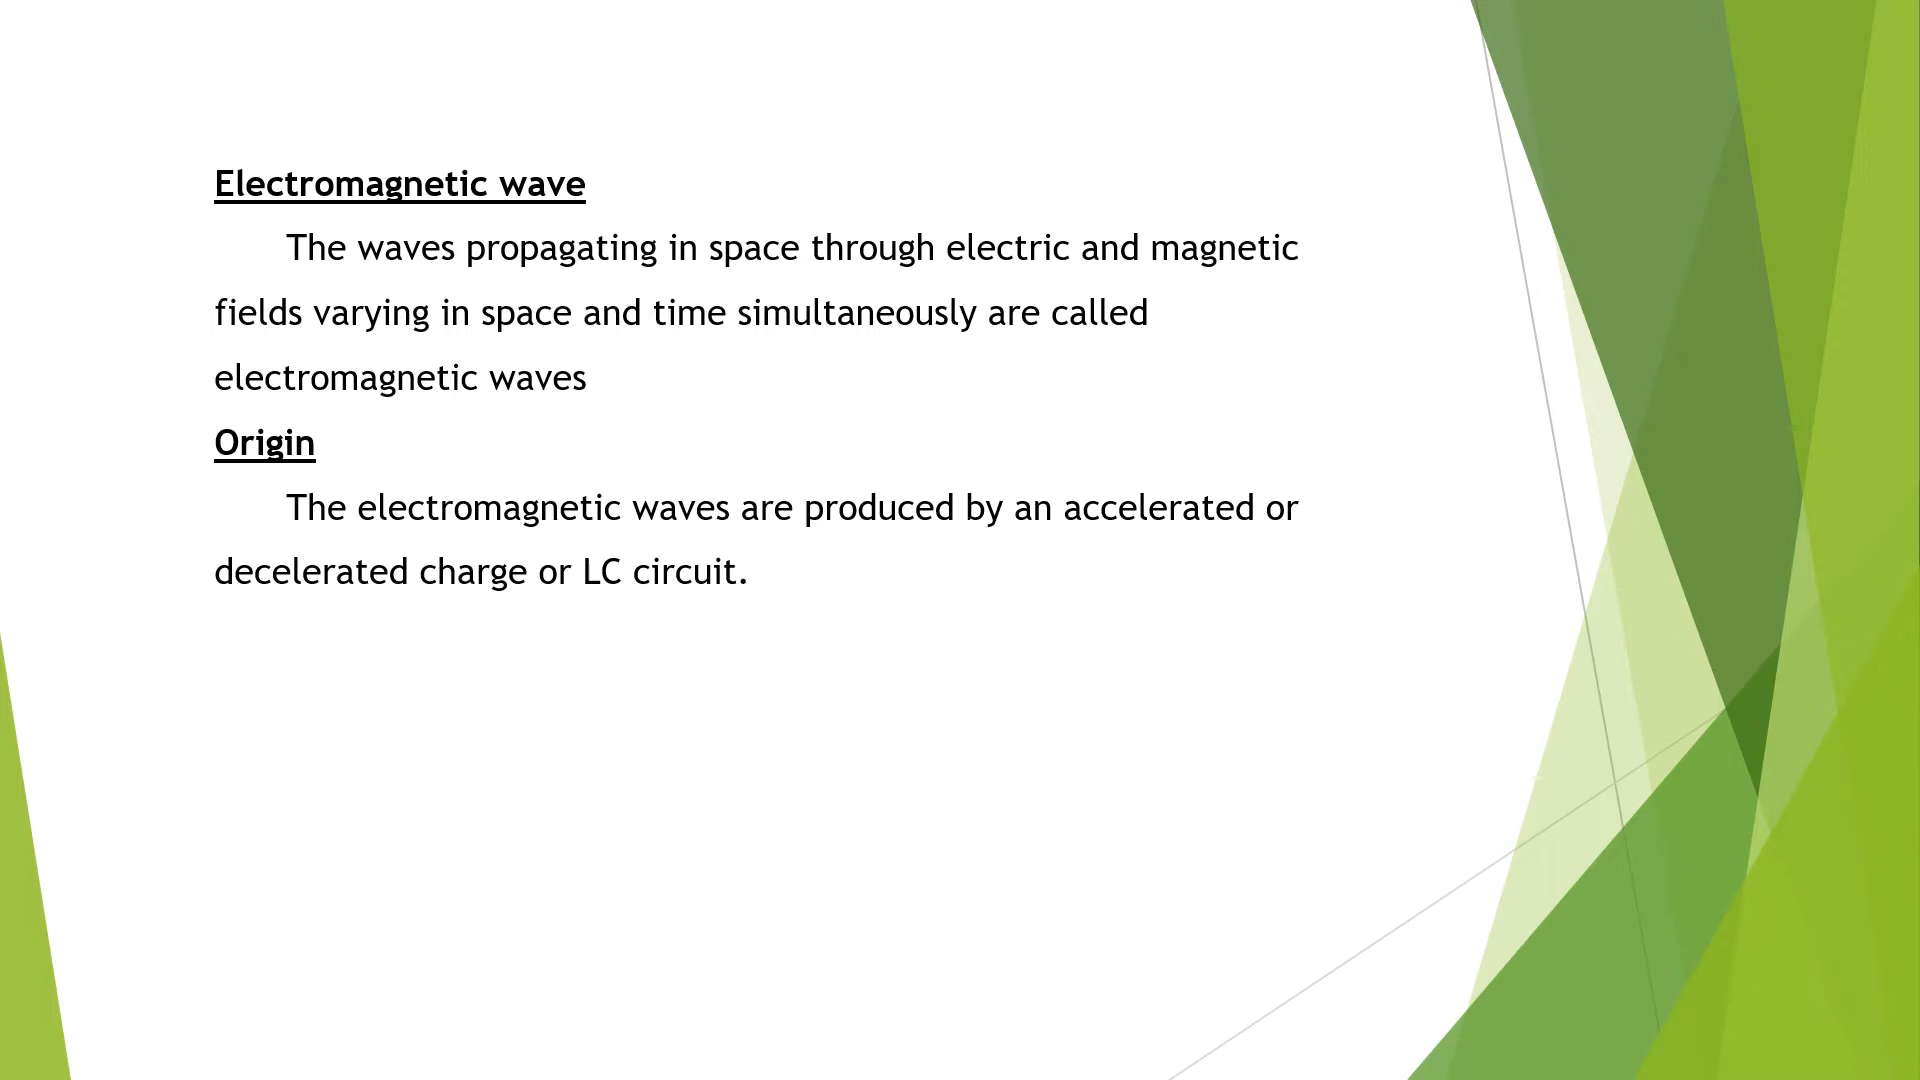 Electromagnetic wave
The waves propagating in space through electric and magnetic
fields varying in space and time simultaneously are called
electromagnetic waves
Origin
The electromagnetic waves are produced by an accelerated or
decelerated charge or LC circuit.